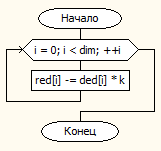 Начало
i = 0; i < dim; ++i
red[i] -= ded[i] * k
Конец